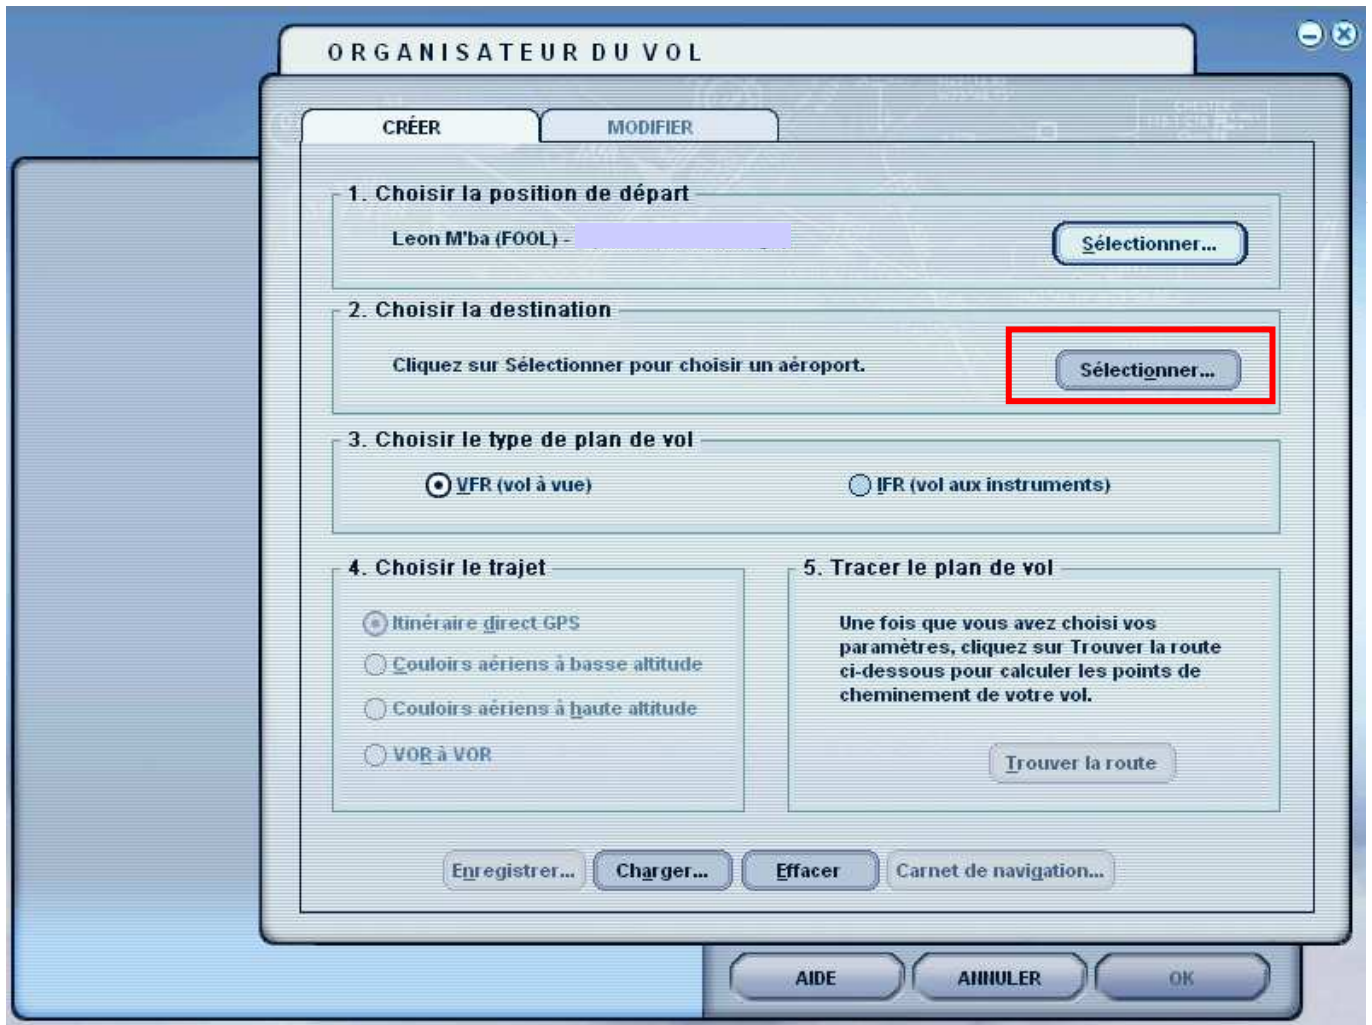 ORGANISATEUR DU VOL
CRÉER
MODIFIER
1. Choisir la position de départ
Leon M'ba (FOOL) -
Sélectionner...
2. Choisir la destination
Cliquez sur Sélectionner pour choisir un aéroport.
Sélectionner...
3. Choisir le type de plan de vol
VFR (vol à vue)
IFR (vol aux instruments)
4. Choisir le trajet
Itinéraire direct GPS
Couloirs aériens à basse altitude
Couloirs aériens à haute altitude
VOR à VOR
5. Tracer le plan de vol
Une fois que vous avez choisi vos
paramètres, cliquez sur Trouver la route
ci-dessous pour calculer les points de
cheminement de votre vol.
Trouver la route
Enregistrer...
Charger...
Effacer
Carnet de navigation...
AIDE
ANNULER
OK